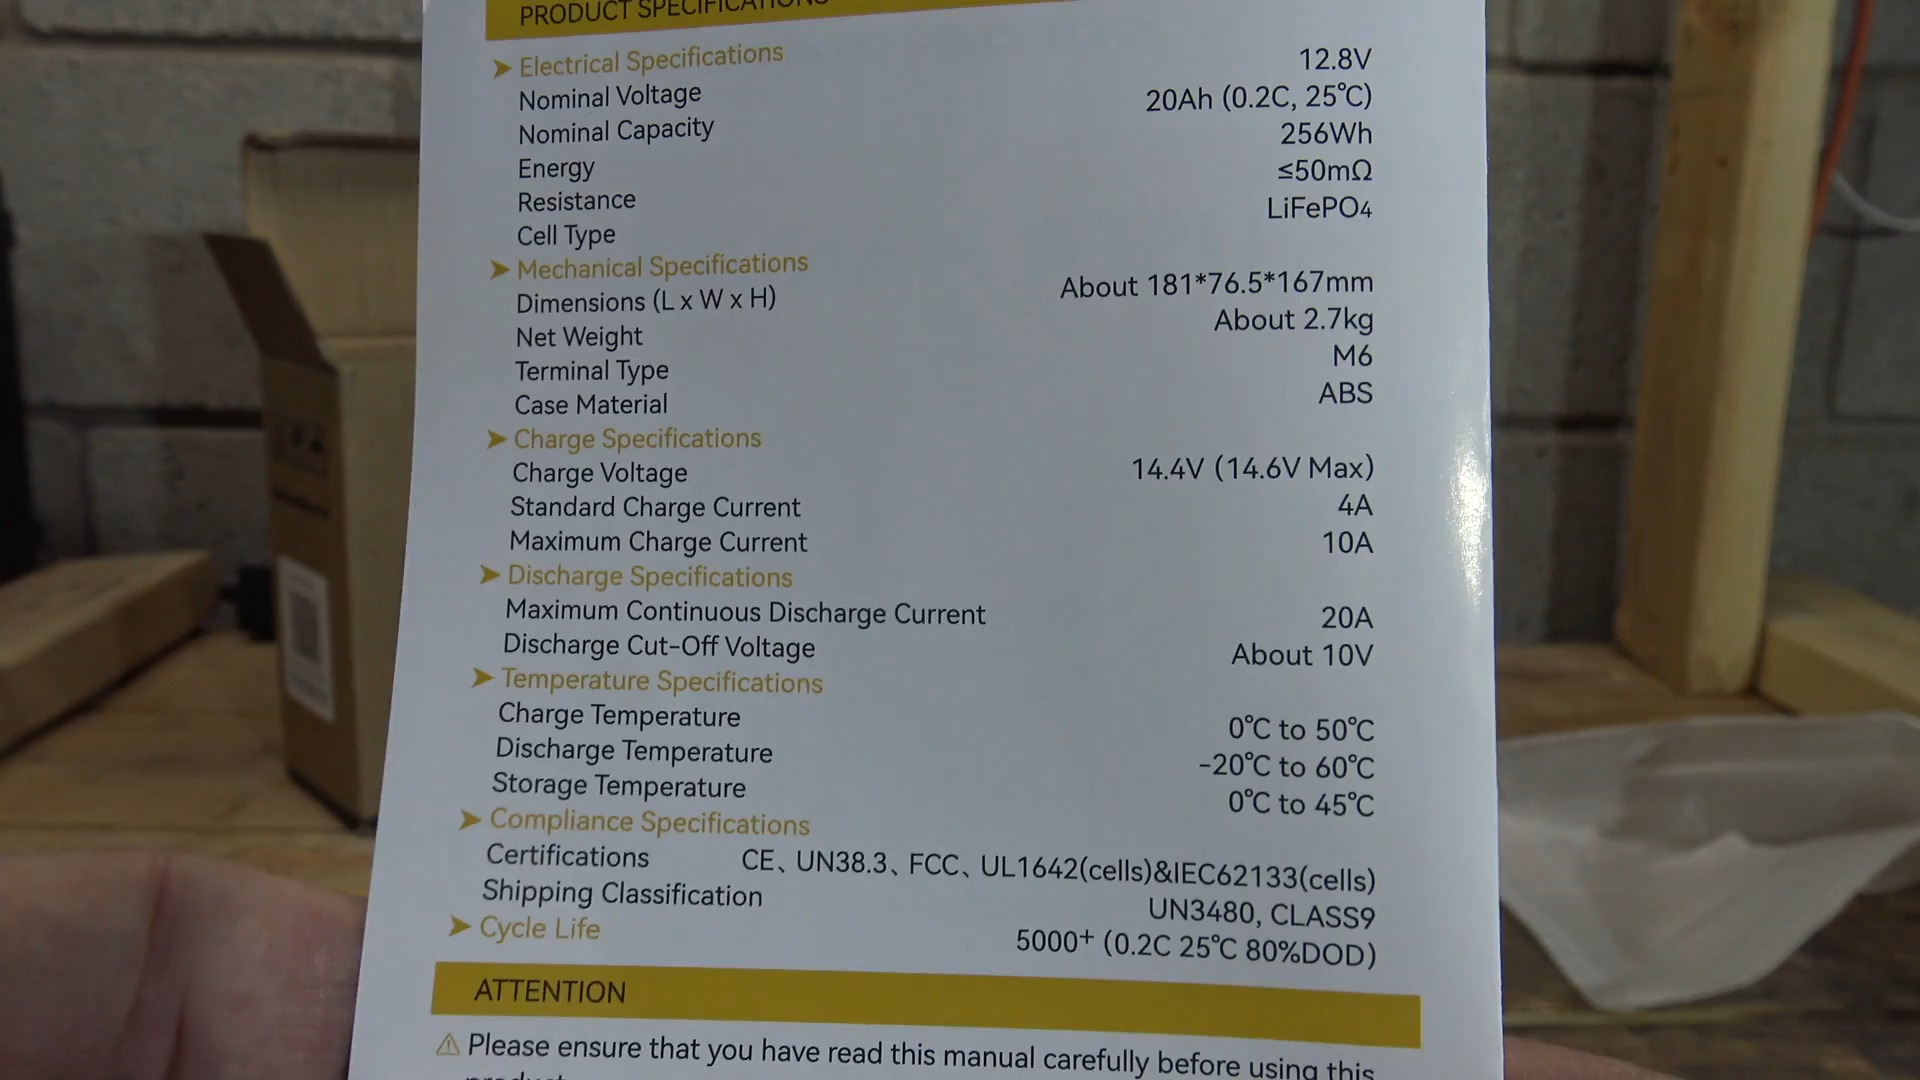 PRODUCT SPECIFICATIONS
➤ Electrical Specifications
Nominal Voltage 12.8V
Nominal Capacity 20Ah (0.2C, 25℃)
Energy 256Wh
Resistance ≤50mΩ
Cell Type LiFePO4
➤ Mechanical Specifications
Dimensions (L x W x H) About 181*76.5*167mm
Net Weight About 2.7kg
Terminal Type M6
Case Material ABS
➤ Charge Specifications
Charge Voltage 14.4V (14.6V Max)
Standard Charge Current 4A
Maximum Charge Current 10A
➤ Discharge Specifications
Maximum Continuous Discharge Current 20A
Discharge Cut-Off Voltage About 10V
➤ Temperature Specifications
Charge Temperature 0℃ to 50℃
Discharge Temperature -20℃ to 60℃
Storage Temperature 0℃ to 45℃
➤ Compliance Specifications
Certifications CE、UN38.3、FCC、UL1642(cells)&IEC62133(cells)
Shipping Classification UN3480, CLASS9
➤ Cycle Life 5000⁺ (0.2C 25℃ 80%DOD)
ATTENTION
⚠ Please ensure that you have read this manual carefully before using this
product